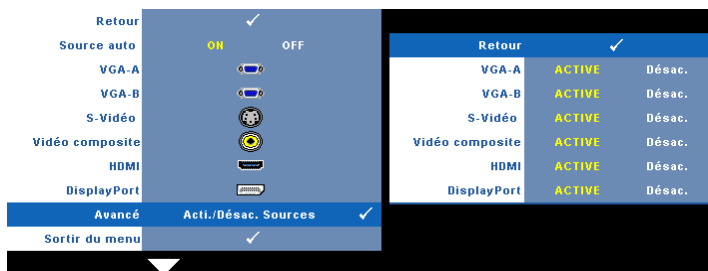 Retour
Source auto ON OFF
VGA-A
VGA-B
S-Vidéo
Vidéo composite
HDMI
DisplayPort
Avancé Acti./Désac. Sources
Sortir du menu
Retour
VGA-A ACTIVE Désac.
VGA-B ACTIVE Désac.
S-Vidéo ACTIVE Désac.
Vidéo composite ACTIVE Désac.
HDMI ACTIVE Désac.
DisplayPort ACTIVE Désac.